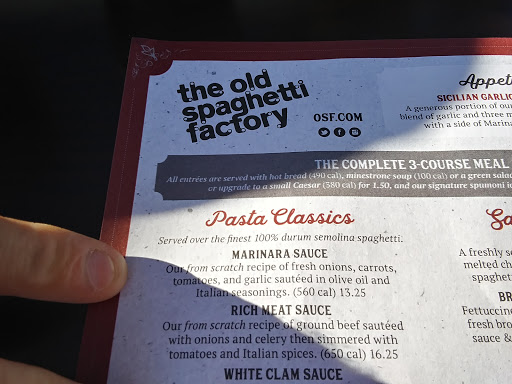 the old
spaghetti
factory
OSF.COM
Appeti
SICILIAN GARLIC
A generous portion of our
blend of garlic and three m
with a side of Marina
THE COMPLETE 3-COURSE MEAL
All entrées are served with hot bread (490 cal), minestrone soup (100 cal) or a green salad
or upgrade to a small Caesar (580 cal) for 1.50, and our signature spumoni i
Pasta Classics
Served over the finest 100% durum semolina spaghetti.
MARINARA SAUCE
Our from scratch recipe of fresh onions, carrots,
tomatoes, and garlic sautéed in olive oil and
Italian seasonings. (560 cal) 13.25
RICH MEAT SAUCE
Our from scratch recipe of ground beef sautéed
with onions and celery then simmered with
tomatoes and Italian spices. (650 cal) 16.25
WHITE CLAM SAUCE
Sa
A freshly s
melted ch
spaghet
BR
Fettuccine
fresh bro
sauce &